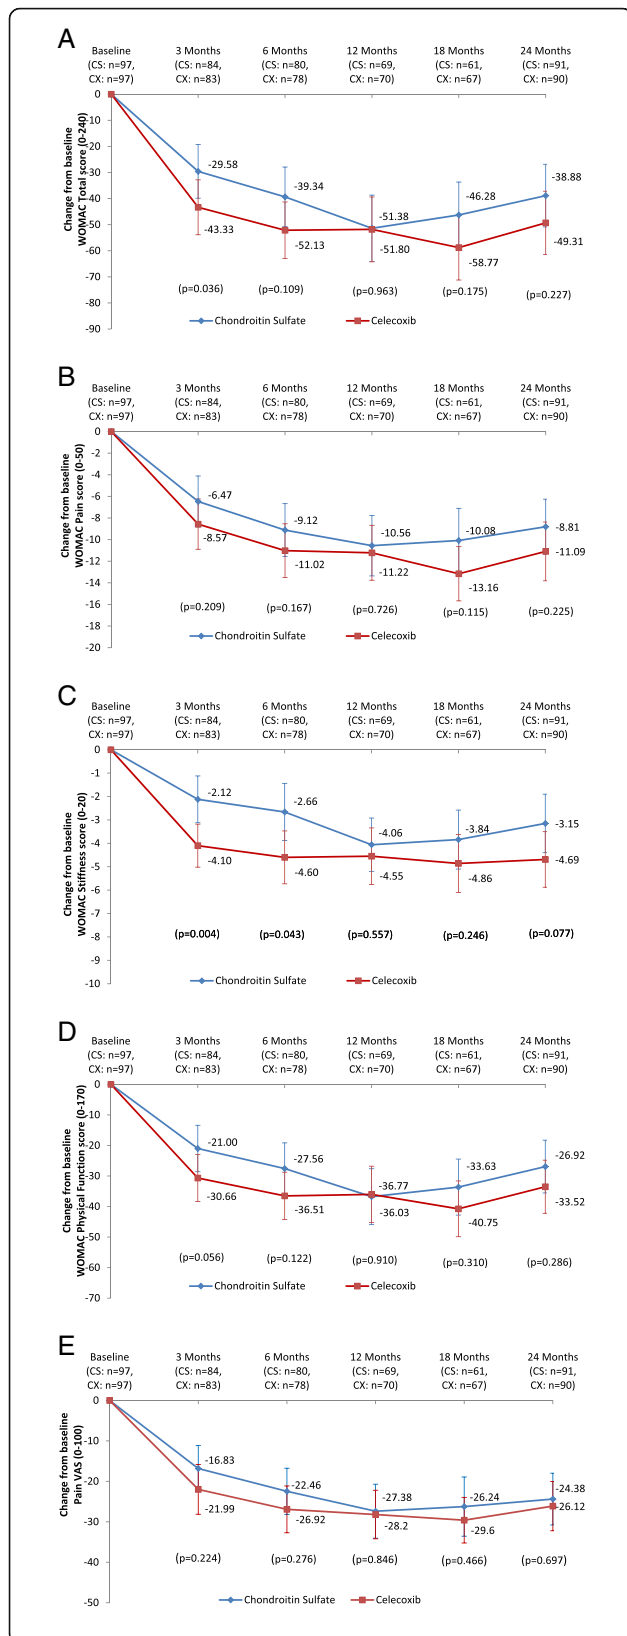 A
Baseline 3 Months 6 Months 12 Months 18 Months 24 Months
(CS: n=97, (CS: n=84, (CS: n=80, (CS: n=69, (CS: n=61, (CS: n=91,
CX: n=97) CX: n=83) CX: n=78) CX: n=70) CX: n=67) CX: n=90)
Change from baseline
WOMAC Total score (0-240)
0
-10
-20
-30
-40
-50
-60
-70
-80
-90
-29.58 -39.34 -51.38 -46.28 -38.88
-43.33 -52.13 -51.80 -58.77 -49.31
(p=0.036) (p=0.109) (p=0.963) (p=0.175) (p=0.227)
Chondroitin Sulfate Celecoxib
B
Baseline 3 Months 6 Months 12 Months 18 Months 24 Months
(CS: n=97, (CS: n=84, (CS: n=80, (CS: n=69, (CS: n=61, (CS: n=91,
CX: n=97) CX: n=83) CX: n=78) CX: n=70) CX: n=67) CX: n=90)
Change from baseline
WOMAC Pain score (0-50)
0
-2
-4
-6
-8
-10
-12
-14
-16
-18
-20
-6.47 -9.12 -10.56 -10.08 -8.81
-8.57 -11.02 -11.22 -13.16 -11.09
(p=0.209) (p=0.167) (p=0.726) (p=0.115) (p=0.225)
Chondroitin Sulfate Celecoxib
C
Baseline 3 Months 6 Months 12 Months 18 Months 24 Months
(CS: n=97, (CS: n=84, (CS: n=80, (CS: n=69, (CS: n=61, (CS: n=91,
CX: n=97) CX: n=83) CX: n=78) CX: n=70) CX: n=67) CX: n=90)
Change from baseline
WOMAC Stiffness score (0-20)
0
-1
-2
-3
-4
-5
-6
-7
-8
-9
-10
-2.12 -2.66 -4.06 -3.84 -3.15
-4.10 -4.60 -4.55 -4.86 -4.69
(p=0.004) (p=0.043) (p=0.557) (p=0.246) (p=0.077)
Chondroitin Sulfate Celecoxib
D
Baseline 3 Months 6 Months 12 Months 18 Months 24 Months
(CS: n=97, (CS: n=84, (CS: n=80, (CS: n=69, (CS: n=61, (CS: n=91,
CX: n=97) CX: n=83) CX: n=78) CX: n=70) CX: n=67) CX: n=90)
Change from baseline
WOMAC Physical Function score (0-170)
0
-10
-20
-30
-40
-50
-60
-70
-21.00 -27.56 -36.77 -33.63 -26.92
-30.66 -36.51 -36.03 -40.75 -33.52
(p=0.056) (p=0.122) (p=0.910) (p=0.310) (p=0.286)
Chondroitin Sulfate Celecoxib
E
Baseline 3 Months 6 Months 12 Months 18 Months 24 Months
(CS: n=97, (CS: n=84, (CS: n=80, (CS: n=69, (CS: n=61, (CS: n=91,
CX: n=97) CX: n=83) CX: n=78) CX: n=70) CX: n=67) CX: n=90)
Change from baseline
Pain VAS (0-100)
0
-10
-20
-30
-40
-50
-16.83 -22.46 -27.38 -26.24 -24.38
-21.99 -26.92 -28.2 -29.6 -26.12
(p=0.224) (p=0.276) (p=0.846) (p=0.466) (p=0.697)
Chondroitin Sulfate Celecoxib